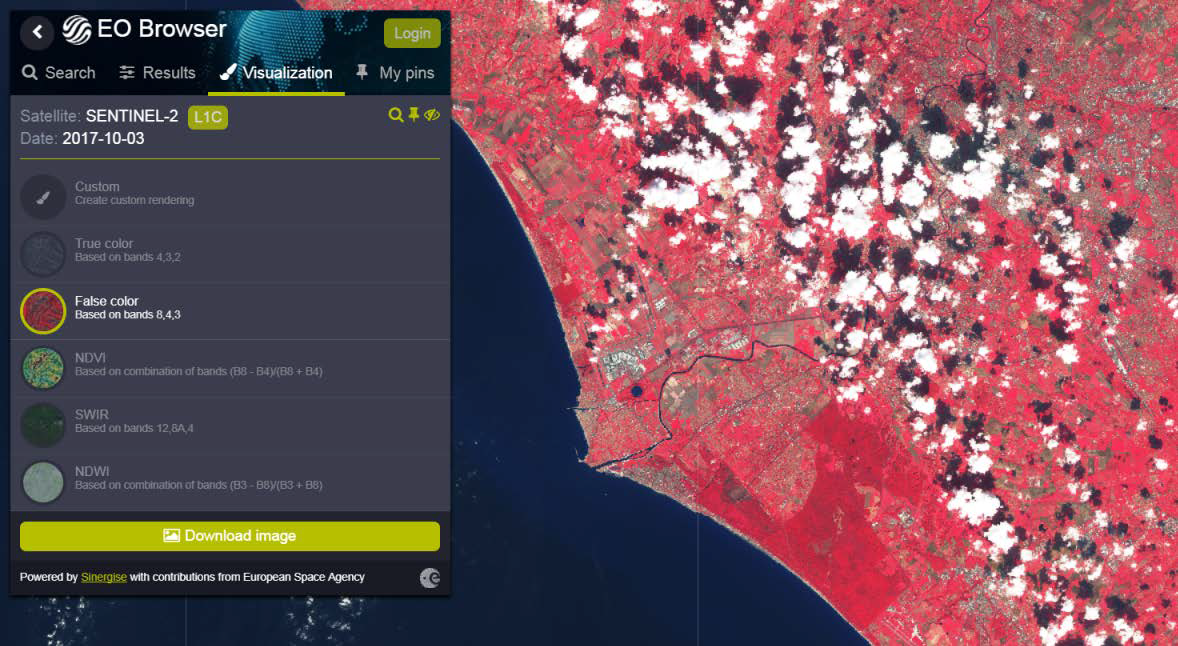 EO Browser
Login
Search Results Visualization My pins
Satellite: SENTINEL-2 L1C
Date: 2017-10-03
Custom
Create custom rendering
True color
Based on bands 4,3,2
False color
Based on bands 8,4,3
NDVI
Based on combination of bands (B8 - B4)/(B8 + B4)
SWIR
Based on bands 12,8A,4
NDWI
Based on combination of bands (B3 - B8)/(B3 + B8)
Download image
Powered by Sinergise with contributions from European Space Agency